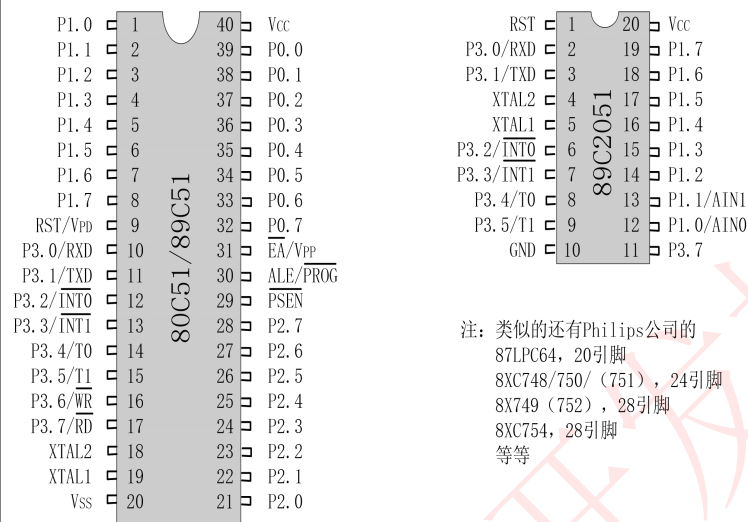 P1.0 1 40 Vcc
P1.1 2 39 P0.0
P1.2 3 38 P0.1
P1.3 4 37 P0.2
P1.4 5 36 P0.3
P1.5 6 35 P0.4
P1.6 7 34 P0.5
P1.7 8 33 P0.6
RST/VPD 9 32 P0.7
P3.0/RXD 10 31 EA/VPP
P3.1/TXD 11 30 ALE/PROG
P3.2/INT0 12 29 PSEN
P3.3/INT1 13 28 P2.7
P3.4/T0 14 27 P2.6
P3.5/T1 15 26 P2.5
P3.6/WR 16 25 P2.4
P3.7/RD 17 24 P2.3
XTAL2 18 23 P2.2
XTAL1 19 22 P2.1
Vss 20 21 P2.0
80C51/89C51
RST 1 20 Vcc
P3.0/RXD 2 19 P1.7
P3.1/TXD 3 18 P1.6
XTAL2 4 17 P1.5
XTAL1 5 16 P1.4
P3.2/INT0 6 15 P1.3
P3.3/INT1 7 14 P1.2
P3.4/T0 8 13 P1.1/AIN1
P3.5/T1 9 12 P1.0/AIN0
GND 10 11 P3.7
89C2051
注：类似的还有Philips公司的
87LPC64，20引脚
8XC748/750/（751），24引脚
8X749（752），28引脚
8XC754，28引脚
等等